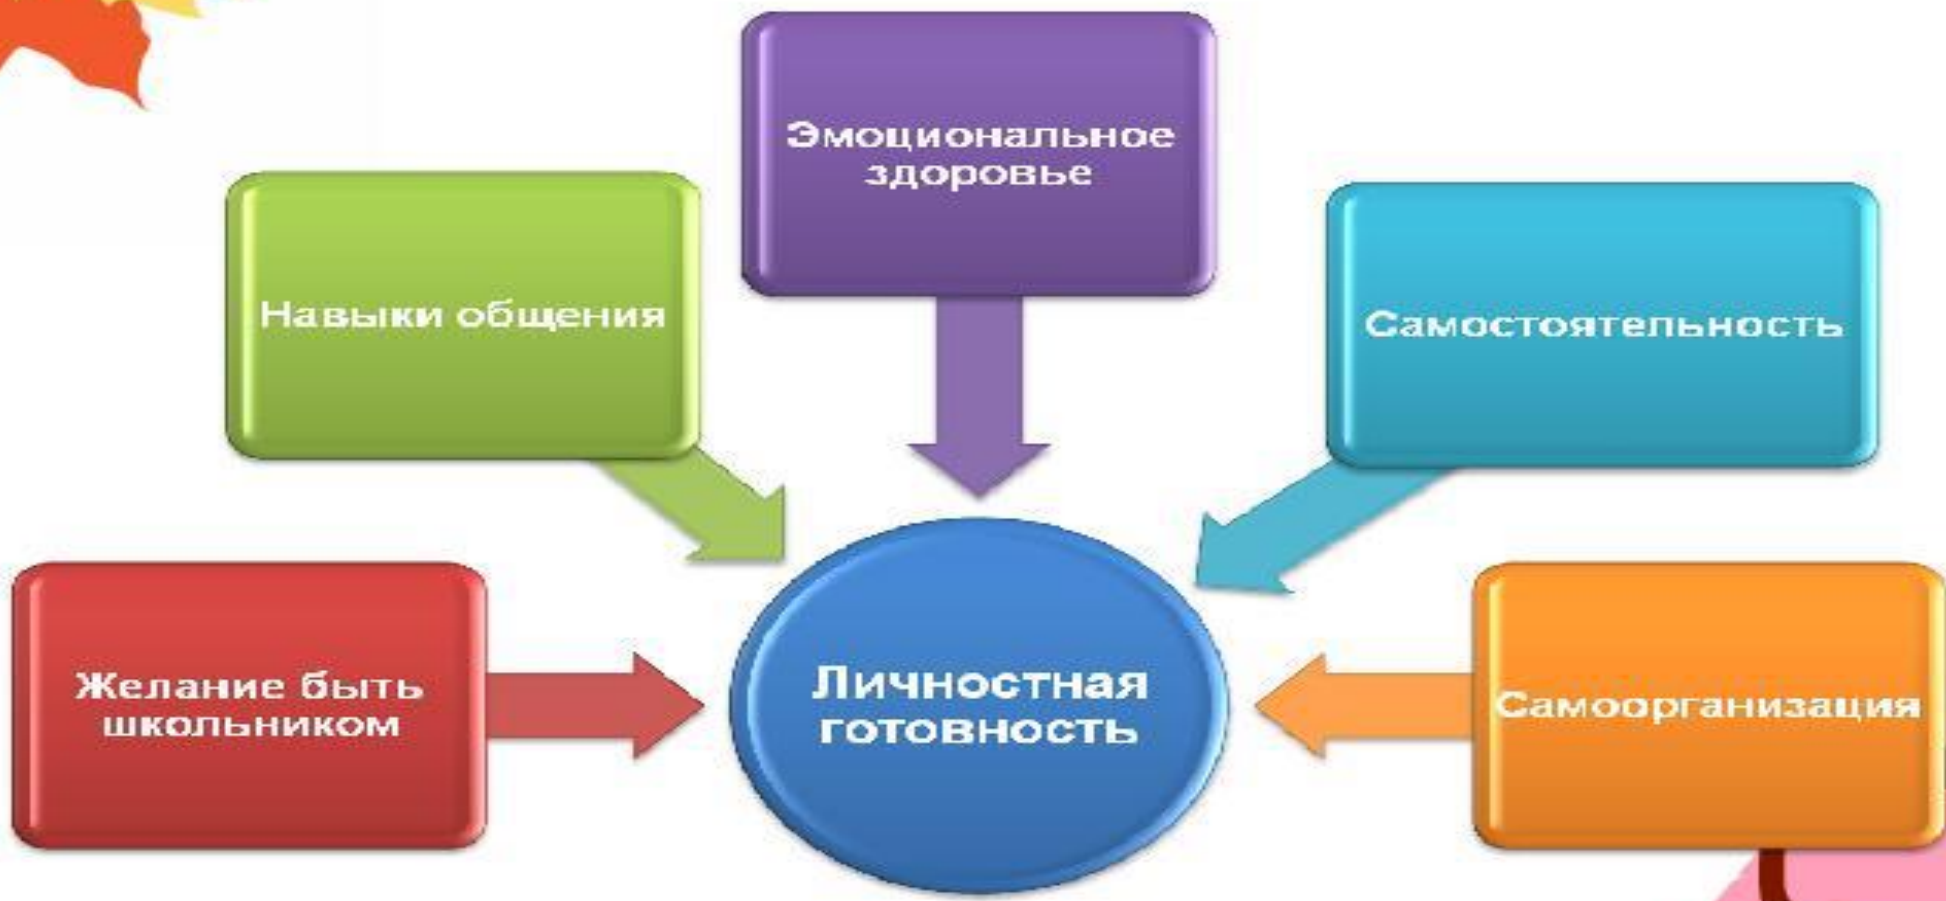 Эмоциональное
здоровье
Навыки общения
Самостоятельность
Желание быть
школьником
Личностная
готовность
Самоорганизация